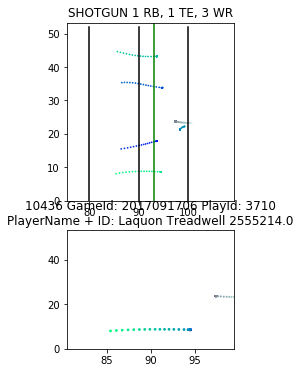 SHOTGUN 1 RB, 1 TE, 3 WR
50
40
30
20
10
0
80 90 100
10436 GameId: 2017091706 PlayId: 3710
PlayerName + ID: Laquon Treadwell 2555214.0
40
20
0
85 90 95